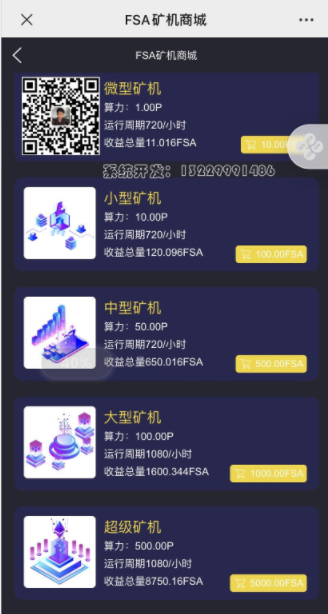 FSA矿机商城
FSA矿机商城
微型矿机
算力：1.00P
运行周期720/小时
收益总量11.016FSA
系统开发：13229991486
小型矿机
算力：10.00P
运行周期720/小时
收益总量120.096FSA
100.00FSA
中型矿机
算力：50.00P
运行周期720/小时
收益总量650.016FSA
500.00FSA
大型矿机
算力：100.00P
运行周期1080/小时
收益总量1600.344FSA
1000.00FSA
超级矿机
算力：500.00P
运行周期1080/小时
收益总量8750.16FSA
5000.00FSA